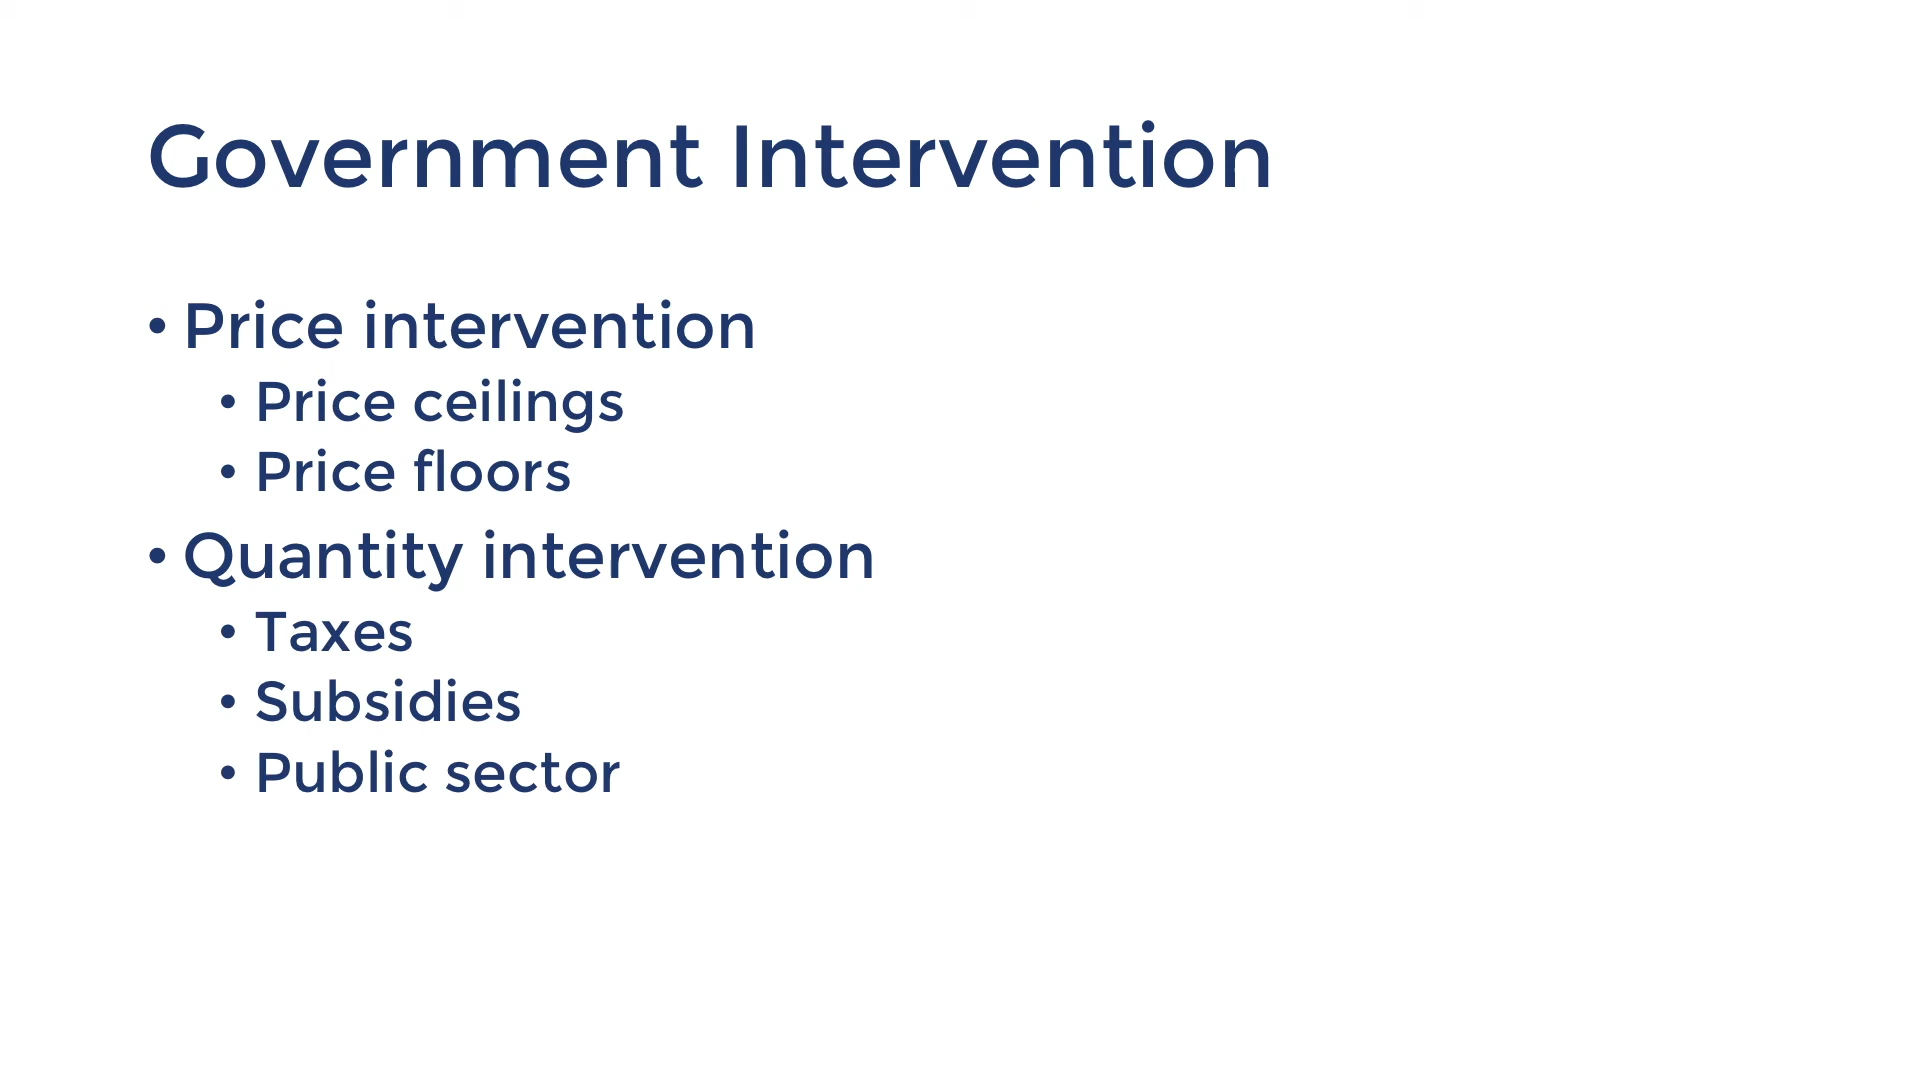 Government Intervention
• Price intervention
• Price ceilings
• Price floors
• Quantity intervention
• Taxes
• Subsidies
• Public sector